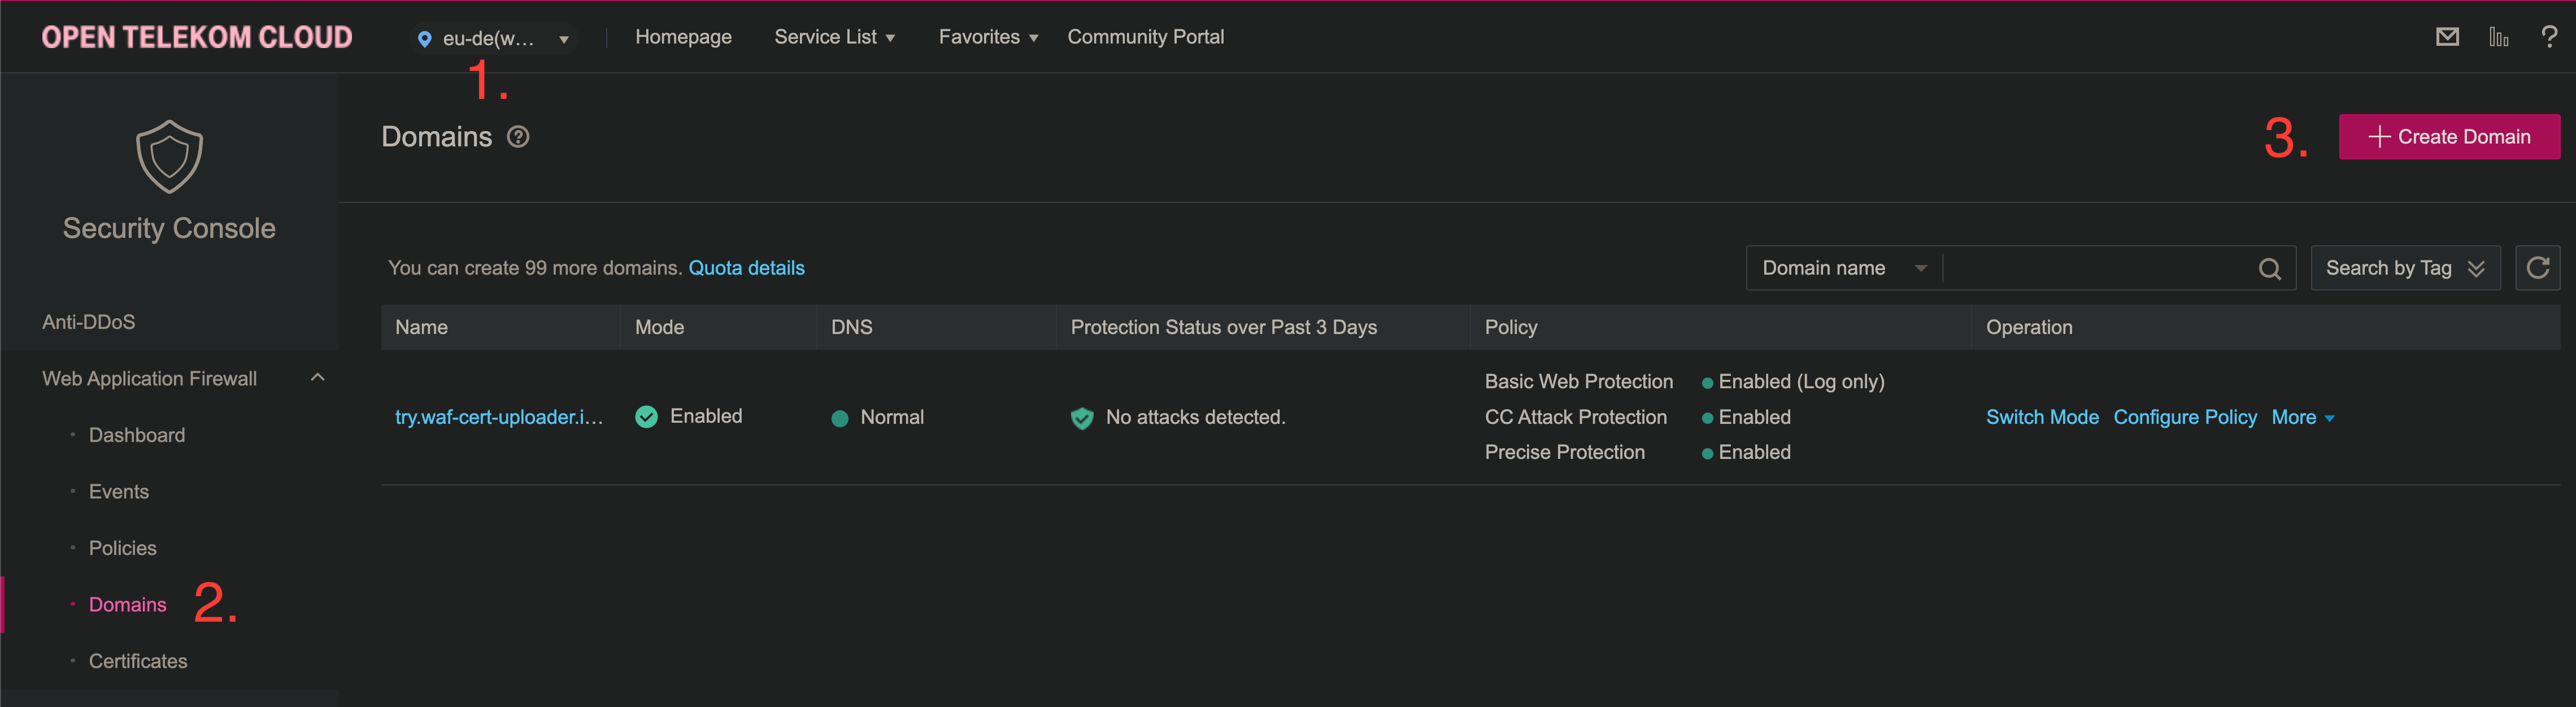 OPEN TELEKOM CLOUD eu-de(w... Homepage Service List Favorites Community Portal
1.
Domains
3.
Create Domain
Security Console
You can create 99 more domains. Quota details
Domain name
Search by Tag
Name Mode DNS Protection Status over Past 3 Days Policy Operation
try.waf-cert-uploader.i... Enabled Normal No attacks detected.
Basic Web Protection Enabled (Log only)
CC Attack Protection Enabled
Precise Protection Enabled
Switch Mode Configure Policy More
Anti-DDoS
Web Application Firewall
Dashboard
Events
Policies
Domains 2.
Certificates